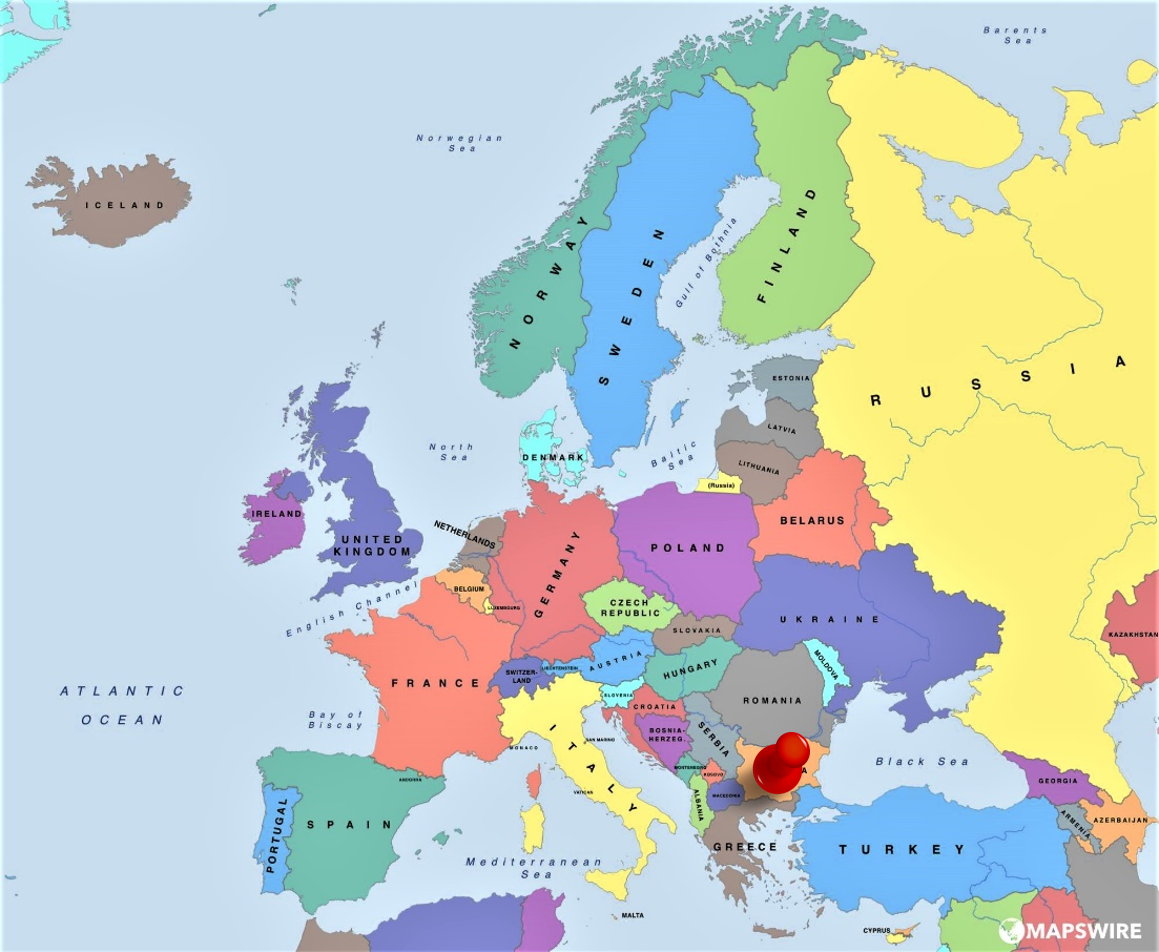 Barents
Sea
Norwegian
Sea
ICELAND
NORWAY
SWEDEN
FINLAND
Gulf of Bothnia
RUSSIA
ESTONIA
LATVIA
LITHUANIA
(Russia)
North
Sea
DENMARK
Baltic
Sea
IRELAND
UNITED
KINGDOM
NETHERLANDS
BELGIUM
LUXEMBOURG
GERMANY
POLAND
BELARUS
English Channel
CZECH
REPUBLIC
SLOVAKIA
UKRAINE
KAZAKHSTAN
ATLANTIC
OCEAN
Bay of
Biscay
FRANCE
SWITZER-
LAND
LIECHTENSTEIN
AUSTRIA
HUNGARY
MOLDOVA
ROMANIA
SLOVENIA
CROATIA
BOSNIA-
HERZEG.
SERBIA
MONACO
SAN MARINO
ITALY
VATICAN
MONTENEGRO
KOSOVO
MACEDONIA
ALBANIA
A
Black Sea
GEORGIA
ARMENIA
AZERBAIJAN
ANDORRA
PORTUGAL
SPAIN
Mediterranean
Sea
GREECE
TURKEY
MALTA
CYPRUS
MAPSWIRE